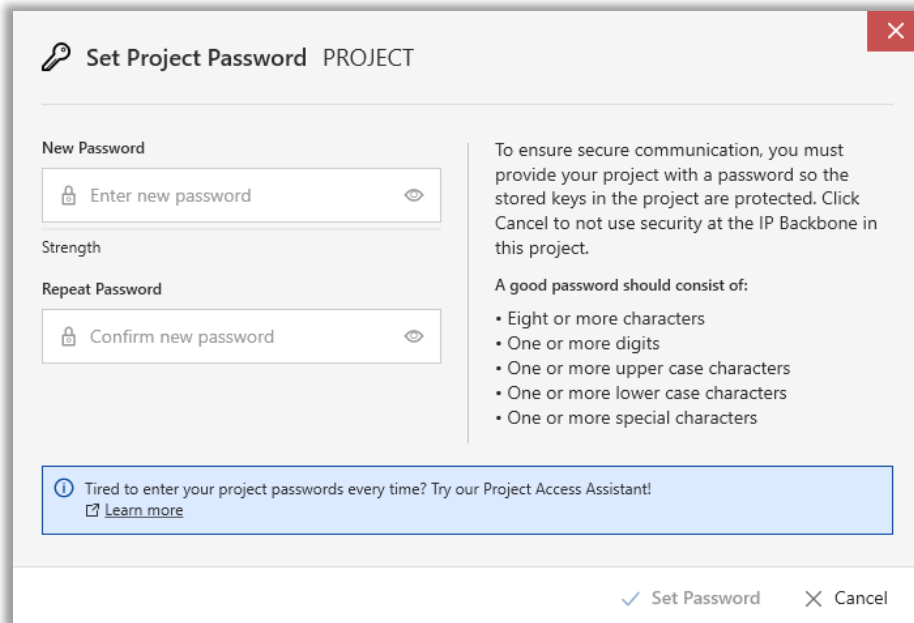 Set Project Password PROJECT
New Password
Enter new password
Strength
Repeat Password
Confirm new password
To ensure secure communication, you must
provide your project with a password so the
stored keys in the project are protected. Click
Cancel to not use security at the IP Backbone in
this project.
A good password should consist of:
• Eight or more characters
• One or more digits
• One or more upper case characters
• One or more lower case characters
• One or more special characters
Tired to enter your project passwords every time? Try our Project Access Assistant!
Learn more
Set Password Cancel